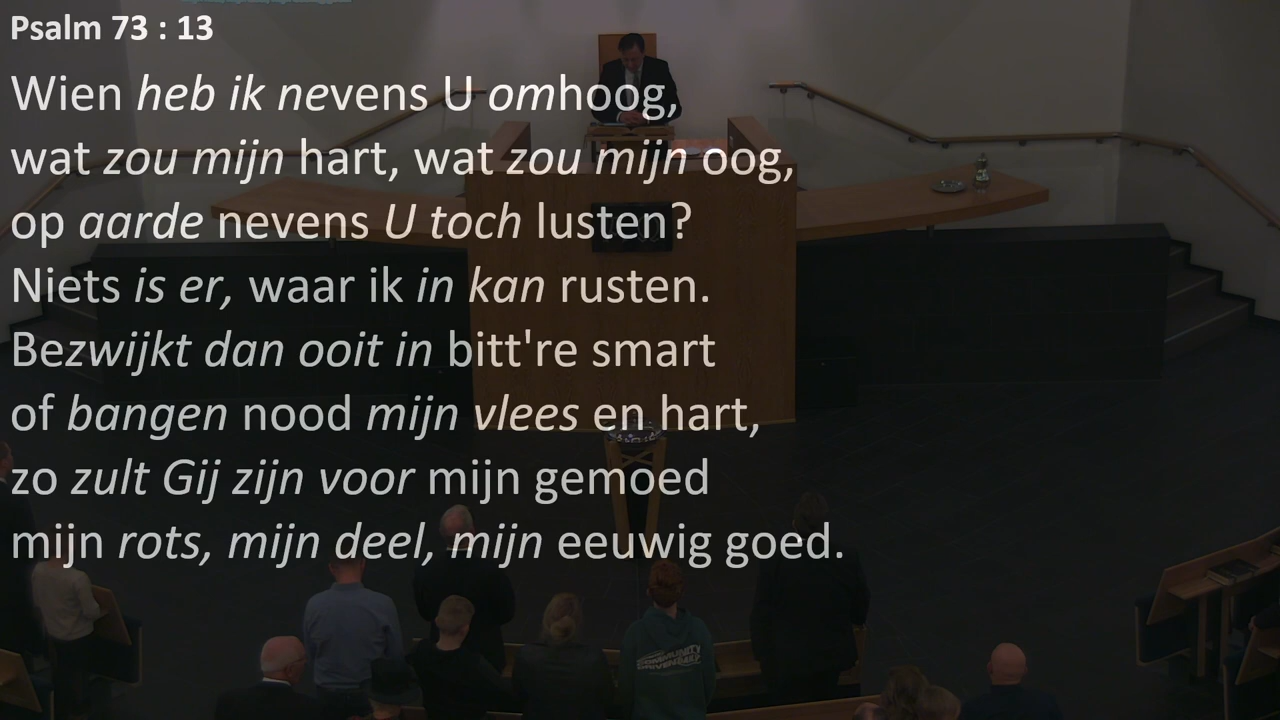 Psalm 73 : 13
Wien heb ik nevens U omhoog,
wat zou mijn hart, wat zou mijn oog,
op aarde nevens U toch lusten?
Niets is er, waar ik in kan rusten.
Bezwijkt dan ooit in bitt're smart
of bangen nood mijn vlees en hart,
zo zult Gij zijn voor mijn gemoed
mijn rots, mijn deel, mijn eeuwig goed.